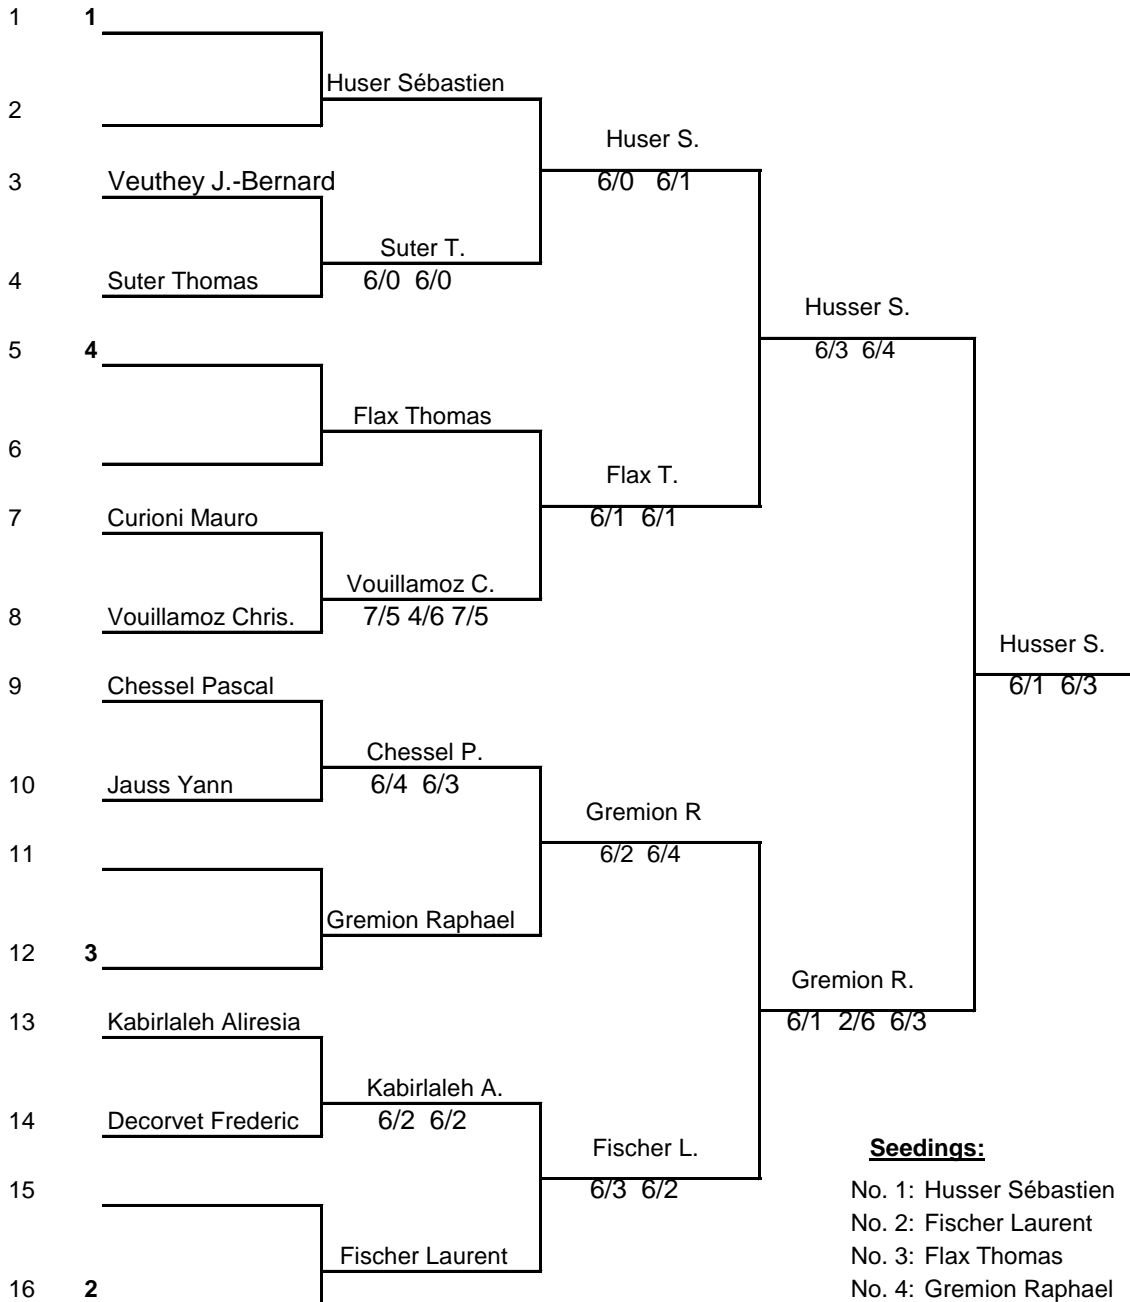 1 1
Huser Sébastien
2
Huser S.
3 Veuthey J.-Bernard 6/0 6/1
Suter T.
4 Suter Thomas 6/0 6/0
Husser S.
5 4 6/3 6/4
Flax Thomas
6
Flax T.
7 Curioni Mauro 6/1 6/1
Vouillamoz C.
8 Vouillamoz Chris. 7/5 4/6 7/5
Husser S.
9 Chessel Pascal 6/1 6/3
Chessel P.
10 Jauss Yann 6/4 6/3
Gremion R
11 6/2 6/4
Gremion Raphael
12 3
Gremion R.
13 Kabirlaleh Aliresia 6/1 2/6 6/3
Kabirlaleh A.
14 Decorvet Frederic 6/2 6/2
Fischer L. Seedings:
15 6/3 6/2 No. 1: Husser Sébastien
No. 2: Fischer Laurent
Fischer Laurent No. 3: Flax Thomas
16 2 No. 4: Gremion Raphael